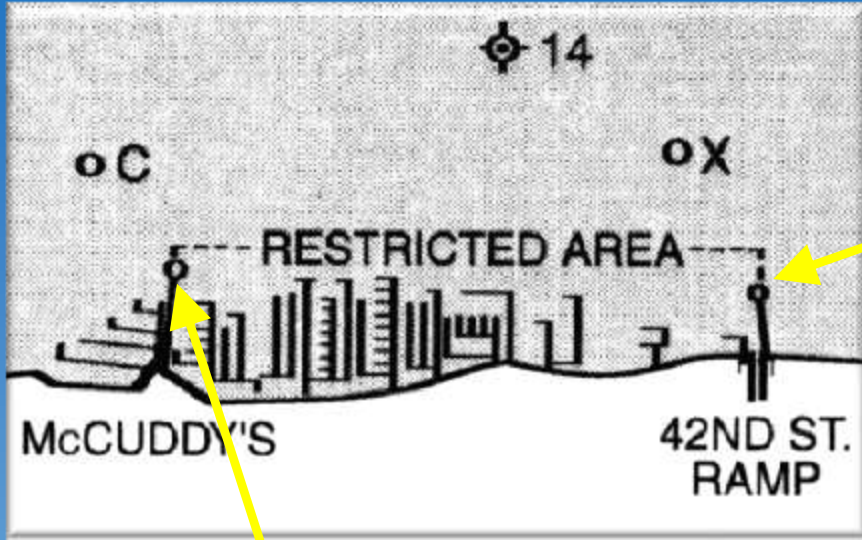 14
C
X
RESTRICTED AREA
McCUDDY'S
42ND ST.
RAMP